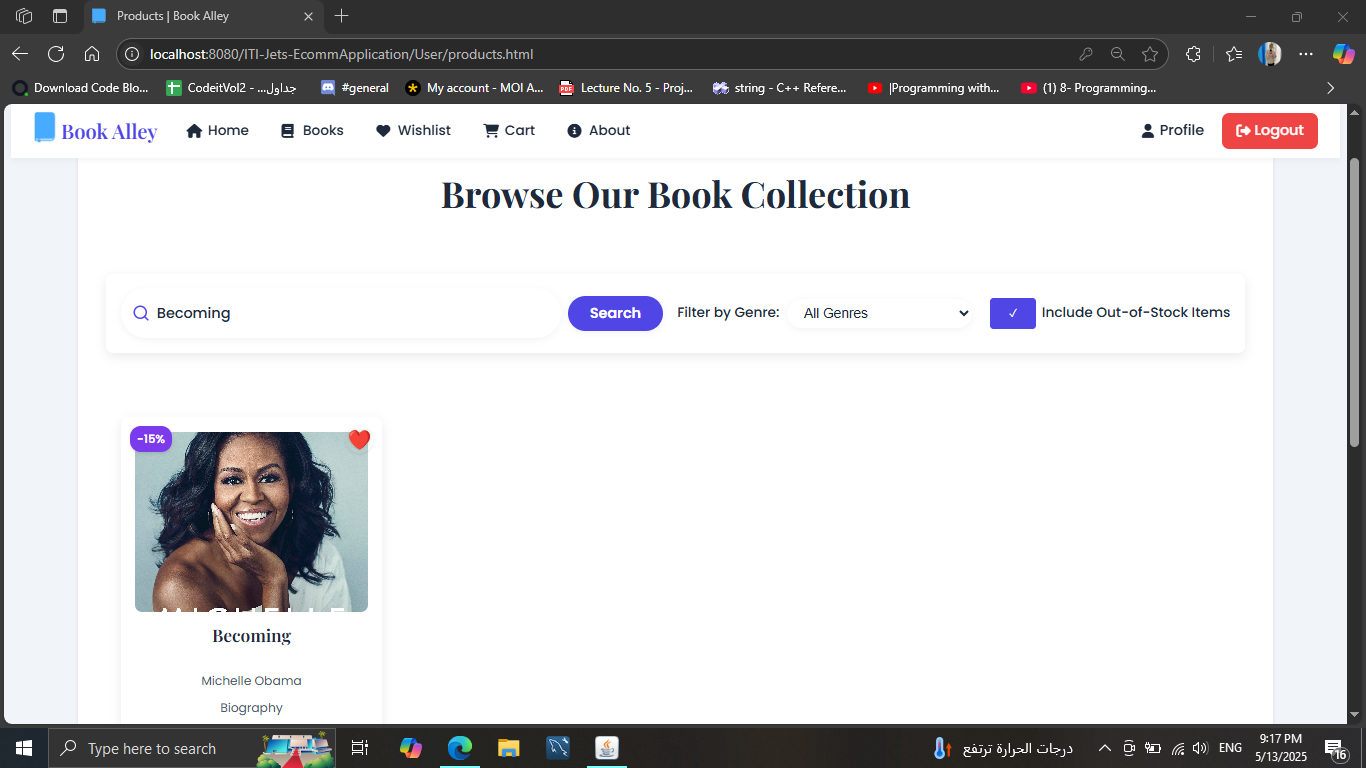 Products | Book Alley
localhost:8080/ITI-Jets-EcommApplication/User/products.html
Download Code Blo...
CodeitVol2 - ...جداول
#general
My account - MOI A...
Lecture No. 5 - Proj...
string - C++ Refere...
|Programming with...
(1) 8- Programming...
Book Alley
Home
Books
Wishlist
Cart
About
Profile
Logout
Browse Our Book Collection
Becoming
Search
Filter by Genre:
All Genres
✓
Include Out-of-Stock Items
-15%
Becoming
Michelle Obama
Biography
Type here to search
درجات الحرارة ترتفع
ENG
9:17 PM
5/13/2025
16